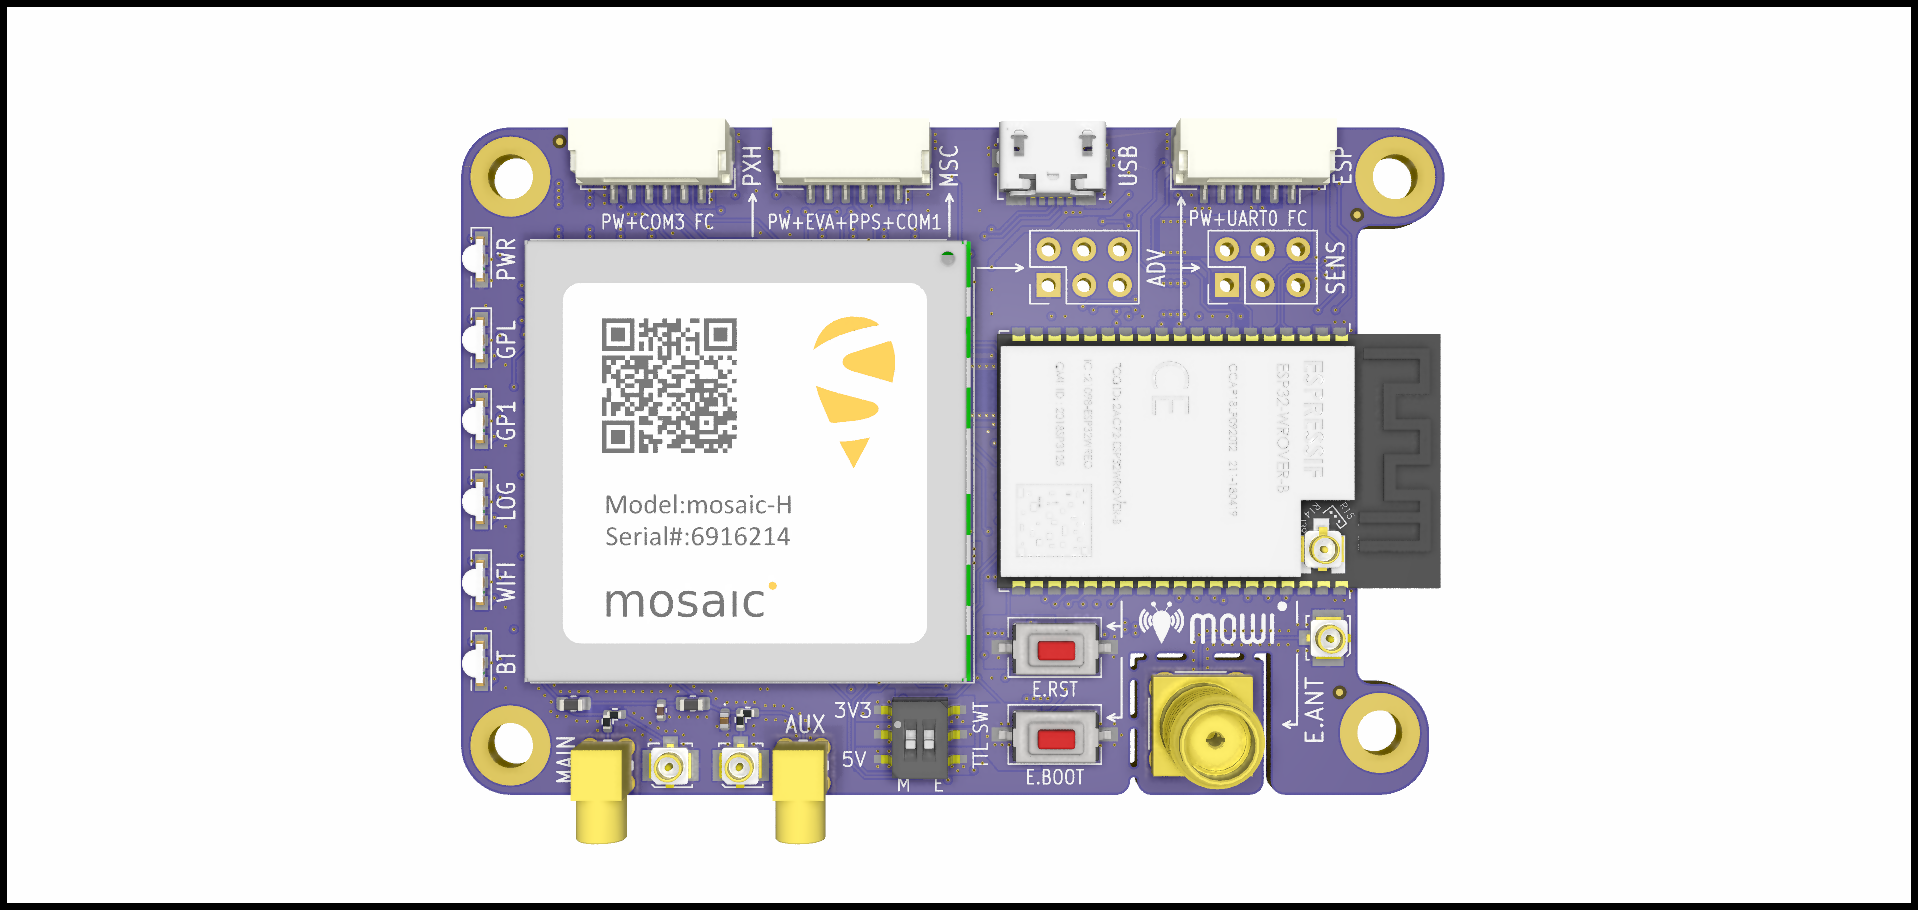 PXH
MSC
USB
ESP
PW+COM3 FC
PW+EVA+PPS+COM1
PW+UART0 FC
PWR
GPL
GP1
LOG
WIFI
BT
ADV
SENS
Model:mosaic-H
Serial#:6916214
mosaic
CE
ESPRESSIF
ESP32-WROVER-B
R14
R15
mowi
E.RST
E.BOOT
E.ANT
MAIN
AUX
3V3
5V
TTL SWT
M E